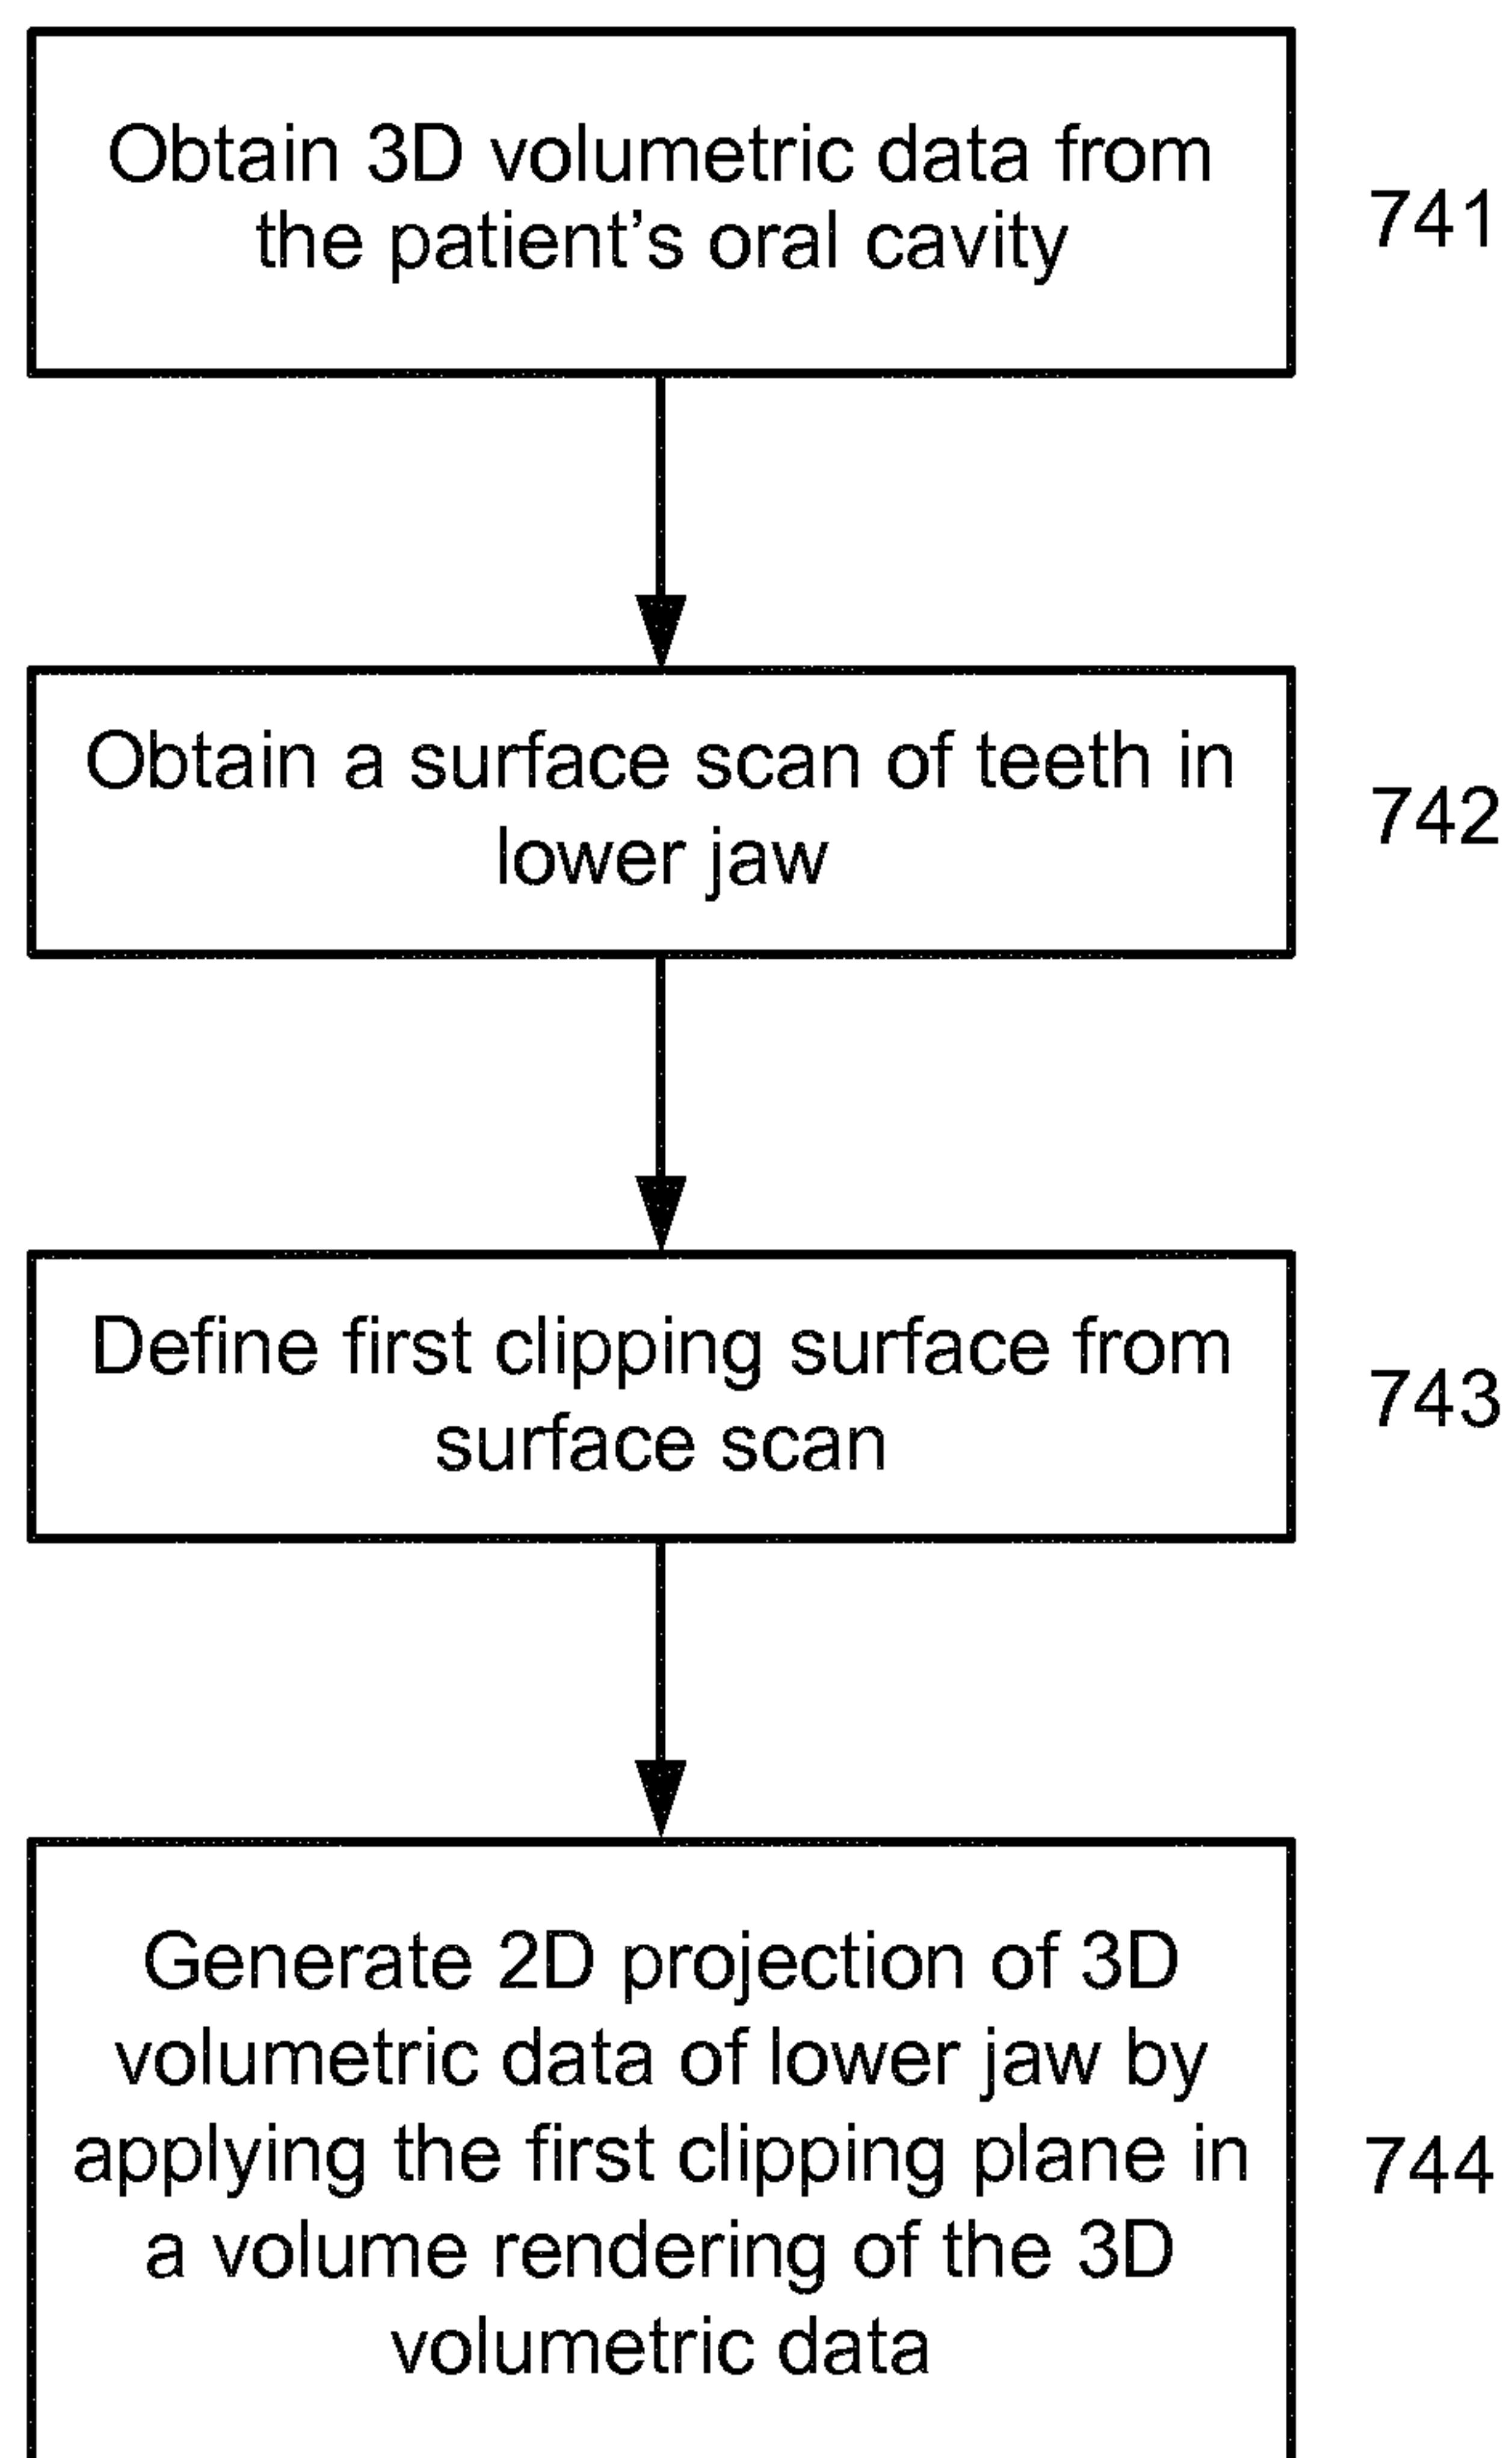 Obtain 3D volumetric data from
the patient's oral cavity
741
Obtain a surface scan of teeth in
lower jaw
742
Define first clipping surface from
surface scan
743
Generate 2D projection of 3D
volumetric data of lower jaw by
applying the first clipping plane in
a volume rendering of the 3D
volumetric data
744